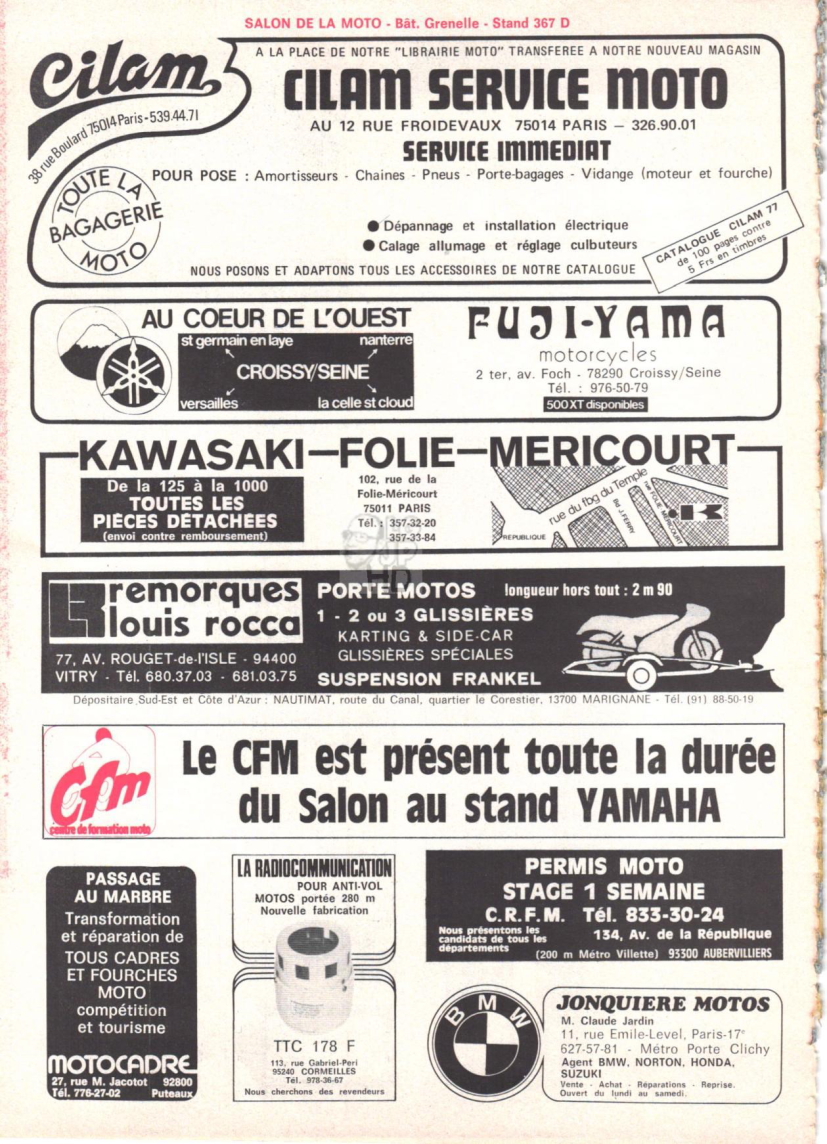 SALON DE LA MOTO - Bât. Grenelle - Stand 367 D
Cilam
38 rue Boulard 75014 Paris - 539.44.71
TOUTE LA
BAGAGERIE
MOTO
A LA PLACE DE NOTRE "LIBRAIRIE MOTO" TRANSFEREE A NOTRE NOUVEAU MAGASIN
CILAM SERVICE MOTO
AU 12 RUE FROIDEVAUX 75014 PARIS – 326.90.01
SERVICE IMMEDIAT
POUR POSE : Amortisseurs - Chaines - Pneus - Porte-bagages - Vidange (moteur et fourche)
● Dépannage et installation électrique
● Calage allumage et réglage culbuteurs
CATALOGUE CILAM 77
de 100 pages contre
5 Frs en timbres
NOUS POSONS ET ADAPTONS TOUS LES ACCESSOIRES DE NOTRE CATALOGUE
AU COEUR DE L'OUEST
st germain en laye nanterre
CROISSY/SEINE
versailles la celle st cloud
FUJI-YAMA
motorcycles
2 ter, av. Foch - 78290 Croissy/Seine
Tél. : 976-50-79
500 XT disponibles
KAWASAKI–FOLIE–MERICOURT
De la 125 à la 1000
TOUTES LES
PIÈCES DÉTACHÉES
(envoi contre remboursement)
102, rue de la
Folie-Méricourt
75011 PARIS
Tél. : 357-32-20
357-33-84
rue du fbg du Temple
REPUBLIQUE
Bld J.FERRY
rue FOLIE MERICOURT
K
remorques
louis rocca
77, AV. ROUGET-de-l'ISLE - 94400
VITRY - Tél. 680.37.03 - 681.03.75
PORTE MOTOS longueur hors tout : 2 m 90
1 - 2 ou 3 GLISSIÈRES
KARTING & SIDE-CAR
GLISSIÈRES SPÉCIALES
SUSPENSION FRANKEL
Dépositaire Sud-Est et Côte d'Azur : NAUTIMAT, route du Canal, quartier le Corestier, 13700 MARIGNANE - Tél. (91) 88-50-19
cfm
centre de formation moto
Le CFM est présent toute la durée
du Salon au stand YAMAHA
PASSAGE
AU MARBRE
Transformation
et réparation de
TOUS CADRES
ET FOURCHES
MOTO
compétition
et tourisme
MOTOCADRE
27, rue M. Jacotot 92800
Tél. 776-27-02 Puteaux
LA RADIOCOMMUNICATION
POUR ANTI-VOL
MOTOS portée 280 m
Nouvelle fabrication
TTC 178 F
113, rue Gabriel-Peri
95240 CORMEILLES
Tél. 978-36-67
Nous cherchons des revendeurs
PERMIS MOTO
STAGE 1 SEMAINE
C.R.F.M. Tél. 833-30-24
Nous présentons les
candidats de tous les
départements
134, Av. de la République
(200 m Métro Villette) 93300 AUBERVILLIERS
BMW
JONQUIERE MOTOS
M. Claude Jardin
11, rue Emile-Level, Paris-17e
627-57-81 - Métro Porte Clichy
Agent BMW, NORTON, HONDA,
SUZUKI
Vente - Achat - Réparations - Reprise.
Ouvert du lundi au samedi.